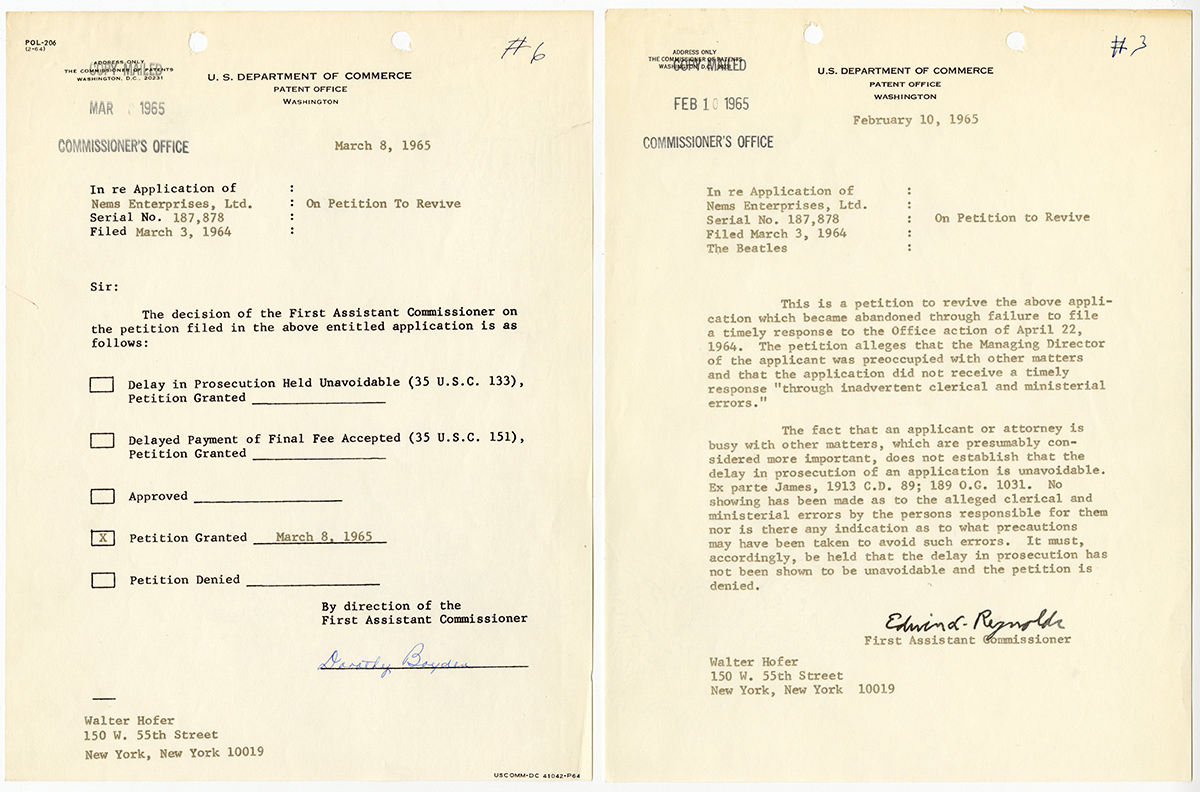 POL-206
(2-64)
#6
ADDRESS ONLY
THE COMMISSIONER OF PATENTS
WASHINGTON, D.C. 20231
COPY MAILED
MAR 1965
COMMISSIONER'S OFFICE
U. S. DEPARTMENT OF COMMERCE
PATENT OFFICE
WASHINGTON
March 8, 1965
In re Application of :
Nems Enterprises, Ltd. : On Petition To Revive
Serial No. 187,878 :
Filed March 3, 1964 :
Sir:
The decision of the First Assistant Commissioner on
the petition filed in the above entitled application is as
follows:
Delay in Prosecution Held Unavoidable (35 U.S.C. 133),
Petition Granted
Delayed Payment of Final Fee Accepted (35 U.S.C. 151),
Petition Granted
Approved
X Petition Granted March 8, 1965
Petition Denied
By direction of the
First Assistant Commissioner
Dorothy Boyden
Walter Hofer
150 W. 55th Street
New York, New York 10019
USCOMM-DC 41042-P64
#3
ADDRESS ONLY
THE COMMISSIONER OF PATENTS
WASHINGTON, D.C.
COPY MAILED
FEB 10 1965
COMMISSIONER'S OFFICE
U.S. DEPARTMENT OF COMMERCE
PATENT OFFICE
WASHINGTON
February 10, 1965
In re Application of :
Nems Enterprises, Ltd. :
Serial No. 187,878 : On Petition to Revive
Filed March 3, 1964 :
The Beatles :
This is a petition to revive the above appli-
cation which became abandoned through failure to file
a timely response to the Office action of April 22,
1964. The petition alleges that the Managing Director
of the applicant was preoccupied with other matters
and that the application did not receive a timely
response "through inadvertent clerical and ministerial
errors."
The fact that an applicant or attorney is
busy with other matters, which are presumably con-
sidered more important, does not establish that the
delay in prosecution of an application is unavoidable.
Ex parte James, 1913 C.D. 89; 189 O.G. 1031. No
showing has been made as to the alleged clerical and
ministerial errors by the persons responsible for them
nor is there any indication as to what precautions
may have been taken to avoid such errors. It must,
accordingly, be held that the delay in prosecution has
not been shown to be unavoidable and the petition is
denied.
Edwin L. Reynolds
First Assistant Commissioner
Walter Hofer
150 W. 55th Street
New York, New York 10019